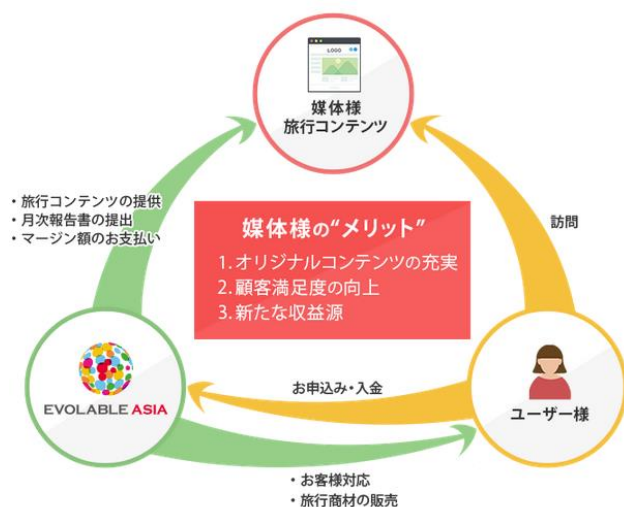 LOGO
媒体様
旅行コンテンツ
・旅行コンテンツの提供
・月次報告書の提出
・マージン額のお支払い
訪問
媒体様の“メリット”
1.オリジナルコンテンツの充実
2.顧客満足度の向上
3.新たな収益源
EVOLABLE ASIA
お申込み・入金
ユーザー様
・お客様対応
・旅行商材の販売